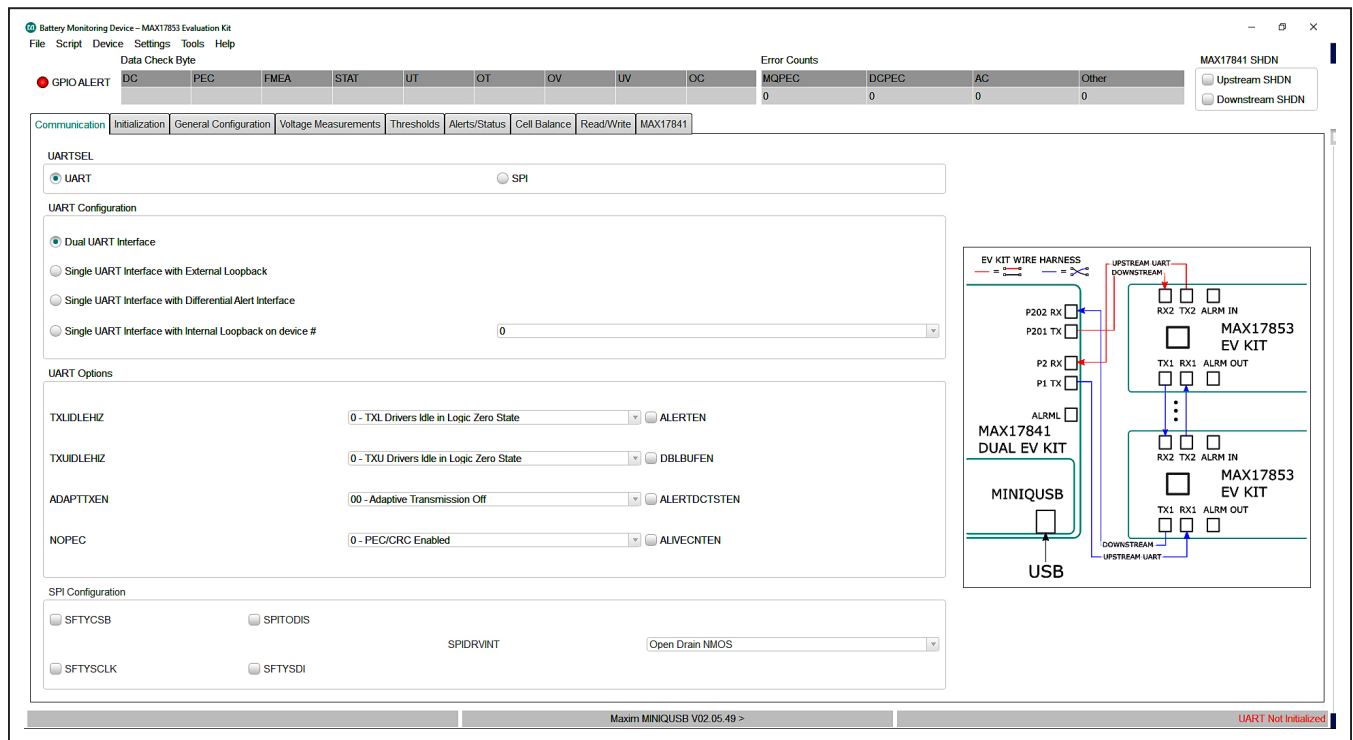 Battery Monitoring Device – MAX17853 Evaluation Kit
File Script Device Settings Tools Help
Data Check Byte Error Counts MAX17841 SHDN
GPIO ALERT DC PEC FMEA STAT UT OT OV UV OC MQPEC DCPEC AC Other Upstream SHDN
0 0 0 0 Downstream SHDN
Communication Initialization General Configuration Voltage Measurements Thresholds Alerts/Status Cell Balance Read/Write MAX17841
UARTSEL
UART SPI
UART Configuration
Dual UART Interface
Single UART Interface with External Loopback
Single UART Interface with Differential Alert Interface
Single UART Interface with Internal Loopback on device # 0
UART Options
TXLIDLEHIZ 0 - TXL Drivers Idle in Logic Zero State ALERTEN
TXUIDLEHIZ 0 - TXU Drivers Idle in Logic Zero State DBLBUFEN
ADAPTTXEN 00 - Adaptive Transmission Off ALERTDCTSTEN
NOPEC 0 - PEC/CRC Enabled ALIVECNTEN
SPI Configuration
SFTYCSB SPITODIS
SPIDRVINT Open Drain NMOS
SFTYSCLK SFTYSDI
EV KIT WIRE HARNESS
= =
UPSTREAM UART
DOWNSTREAM
P202 RX
P201 TX
P2 RX
P1 TX
ALRML
MAX17841
DUAL EV KIT
MINIQUSB
USB
RX2 TX2 ALRM IN
MAX17853
EV KIT
TX1 RX1 ALRM OUT
RX2 TX2 ALRM IN
MAX17853
EV KIT
TX1 RX1 ALRM OUT
DOWNSTREAM
UPSTREAM UART
Maxim MINIQUSB V02.05.49 > UART Not Initialized